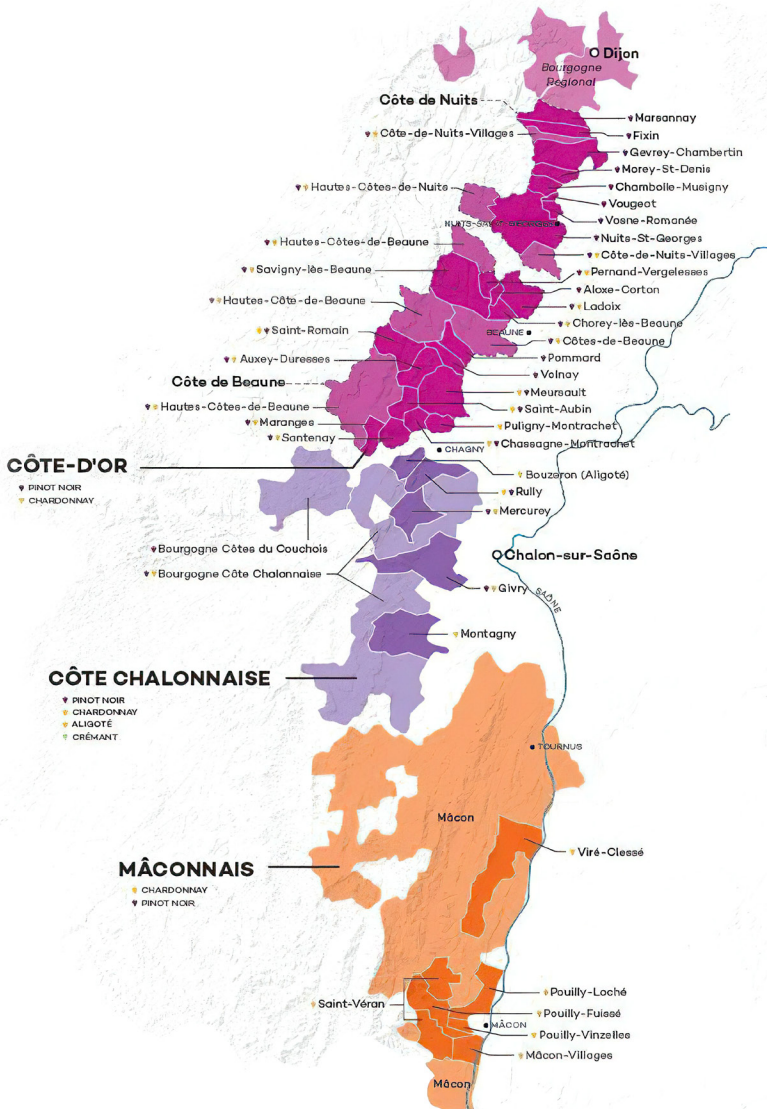 Dijon
Bourgogne
Regional
Côte de Nuits
Marsannay
Côte-de-Nuits-Villages
Fixin
Gevrey-Chambertin
Morey-St-Denis
Hautes-Côtes-de-Nuits
Chambolle-Musigny
Vougeot
Vosne-Romanée
Nuits-St-Georges
Hautes-Côtes-de-Beaune
Côte-de-Nuits-Villages
Savigny-lès-Beaune
Pernand-Vergelesses
Aloxe-Corton
Hautes-Côte-de-Beaune
Ladoix
Chorey-lès-Beaune
Saint-Romain
BEAUNE
Côtes-de-Beaune
Auxey-Duresses
Pommard
Volnay
Côte de Beaune
Meursault
Hautes-Côtes-de-Beaune
Saint-Aubin
Maranges
Puligny-Montrachet
Santenay
Chassagne-Montrachet
CHAGNY
CÔTE-D'OR
PINOT NOIR
CHARDONNAY
Bouzeron (Aligoté)
Rully
Mercurey
Bourgogne Côtes du Couchois
Chalon-sur-Saône
Bourgogne Côte Chalonnaise
Givry
SAÔNE
Montagny
CÔTE CHALONNAISE
PINOT NOIR
CHARDONNAY
ALIGOTÉ
CRÉMANT
TOURNUS
Mâcon
Viré-Clessé
MÂCONNAIS
CHARDONNAY
PINOT NOIR
Pouilly-Loché
Saint-Véran
Pouilly-Fuissé
MÂCON
Pouilly-Vinzelles
Mâcon-Villages
Mâcon